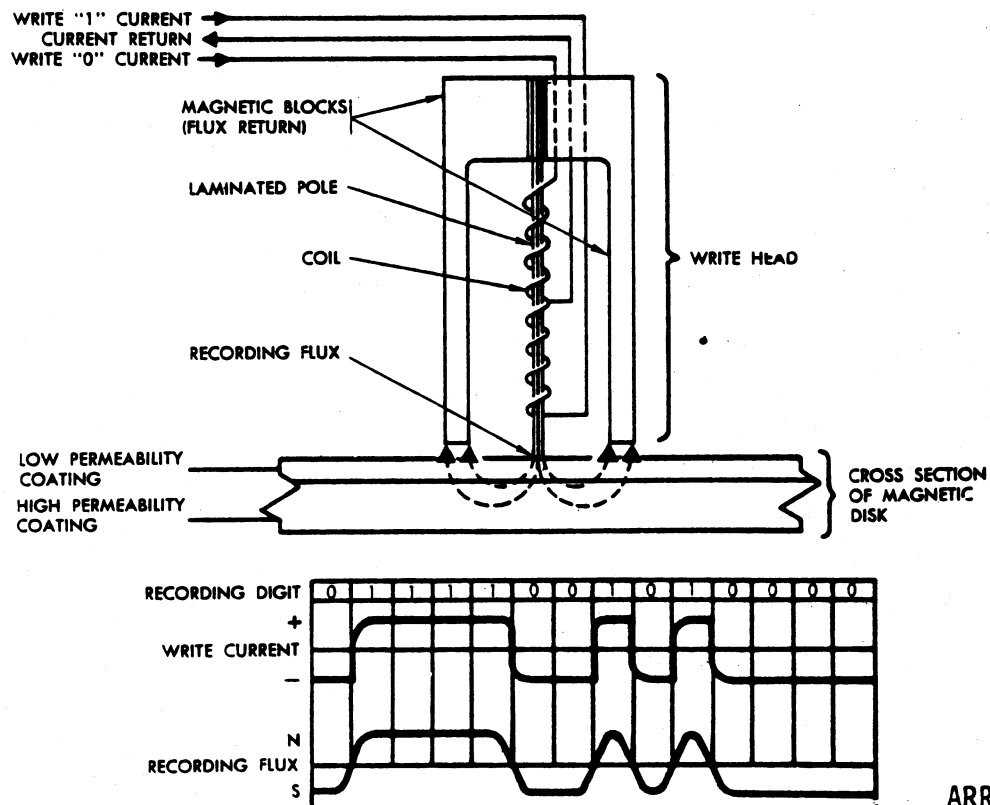 WRITE "1" CURRENT
CURRENT RETURN
WRITE "0" CURRENT
MAGNETIC BLOCKS
(FLUX RETURN)
LAMINATED POLE
COIL
WRITE HEAD
RECORDING FLUX
LOW PERMEABILITY
COATING
HIGH PERMEABILITY
COATING
CROSS SECTION
OF MAGNETIC
DISK
RECORDING DIGIT 0 1 1 1 1 0 0 1 0 1 0 0 0 0
+
WRITE CURRENT
−
N
RECORDING FLUX
S
ARR